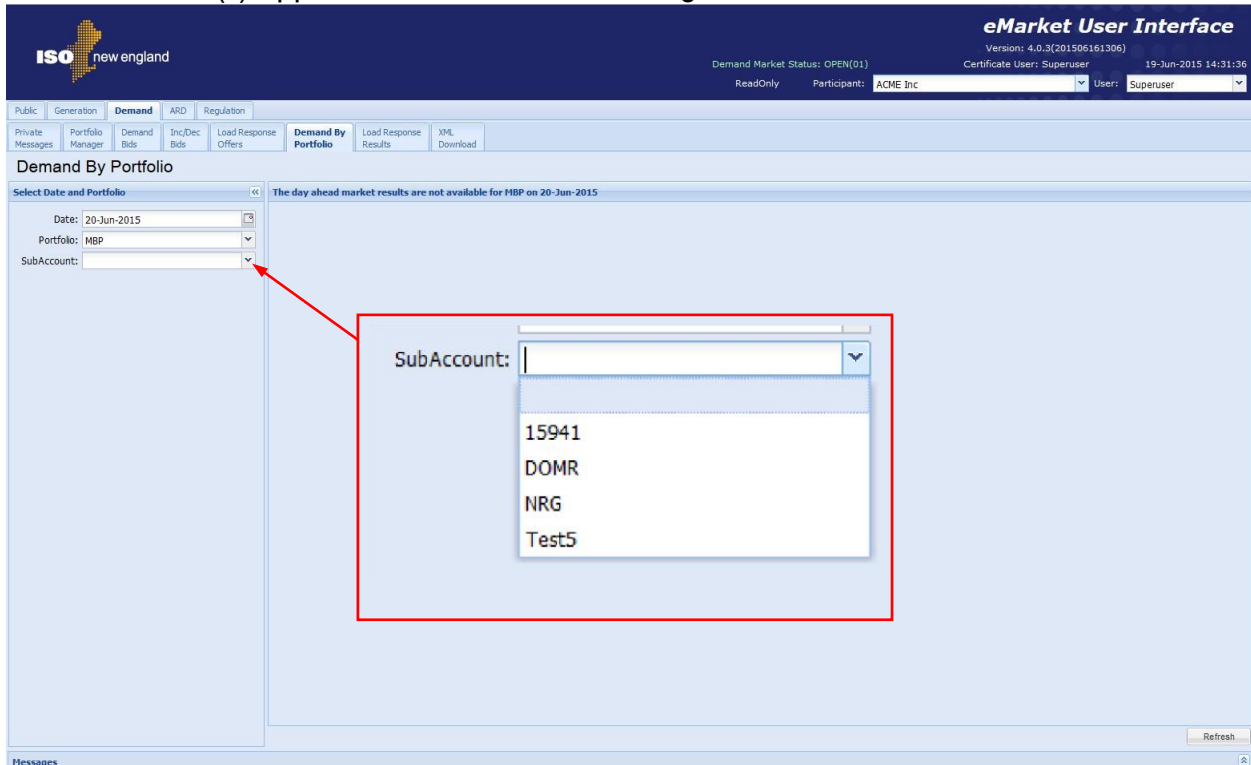 eMarket User Interface
ISO new england
Version: 4.0.3(201506161306)
Demand Market Status: OPEN(01) Certificate User: Superuser 19-Jun-2015 14:31:36
ReadOnly Participant: ACME Inc User: Superuser
Public Generation Demand ARD Regulation
Private Messages Portfolio Manager Demand Bids Inc/Dec Bids Load Response Offers Demand By Portfolio Load Response Results XML Download
Demand By Portfolio
Select Date and Portfolio The day ahead market results are not available for MBP on 20-Jun-2015
Date: 20-Jun-2015
Portfolio: MBP
SubAccount:
SubAccount:
15941
DOMR
NRG
Test5
Refresh
Messages